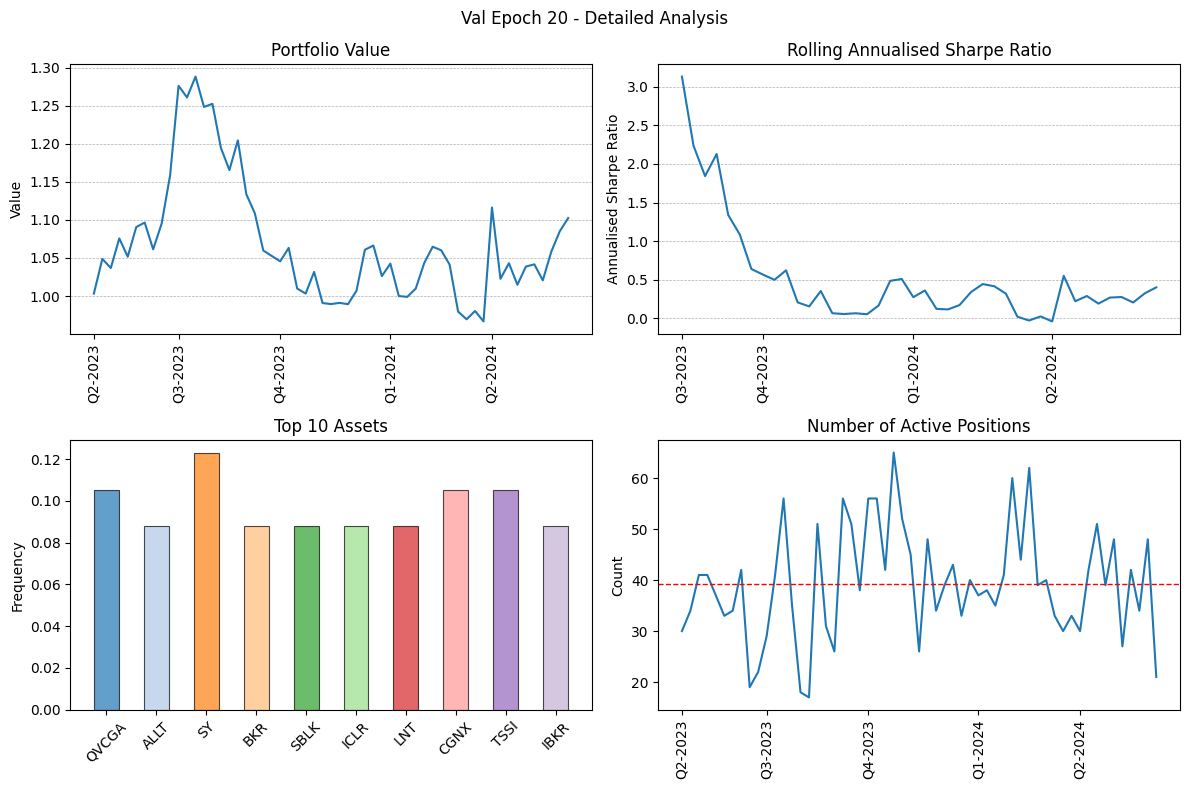 Val Epoch 20 - Detailed Analysis
Portfolio Value
Value
1.30
1.25
1.20
1.15
1.10
1.05
1.00
Q2-2023
Q3-2023
Q4-2023
Q1-2024
Q2-2024
Rolling Annualised Sharpe Ratio
Annualised Sharpe Ratio
3.0
2.5
2.0
1.5
1.0
0.5
0.0
Q3-2023
Q4-2023
Q1-2024
Q2-2024
Top 10 Assets
Frequency
0.12
0.10
0.08
0.06
0.04
0.02
0.00
QVCGA
ALLT
SY
BKR
SBLK
ICLR
LNT
CGNX
TSSI
IBKR
Number of Active Positions
Count
60
50
40
30
20
Q2-2023
Q3-2023
Q4-2023
Q1-2024
Q2-2024